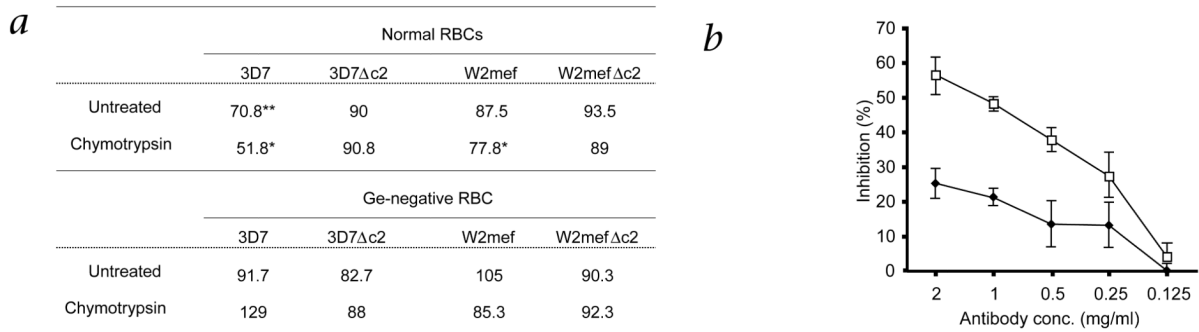 a
Normal RBCs
3D7 3D7Δc2 W2mef W2mefΔc2
Untreated 70.8** 90 87.5 93.5
Chymotrypsin 51.8* 90.8 77.8* 89
Ge-negative RBC
3D7 3D7Δc2 W2mef W2mefΔc2
Untreated 91.7 82.7 105 90.3
Chymotrypsin 129 88 85.3 92.3
b
Inhibition (%)
70
60
50
40
30
20
10
0
2 1 0.5 0.25 0.125
Antibody conc. (mg/ml)